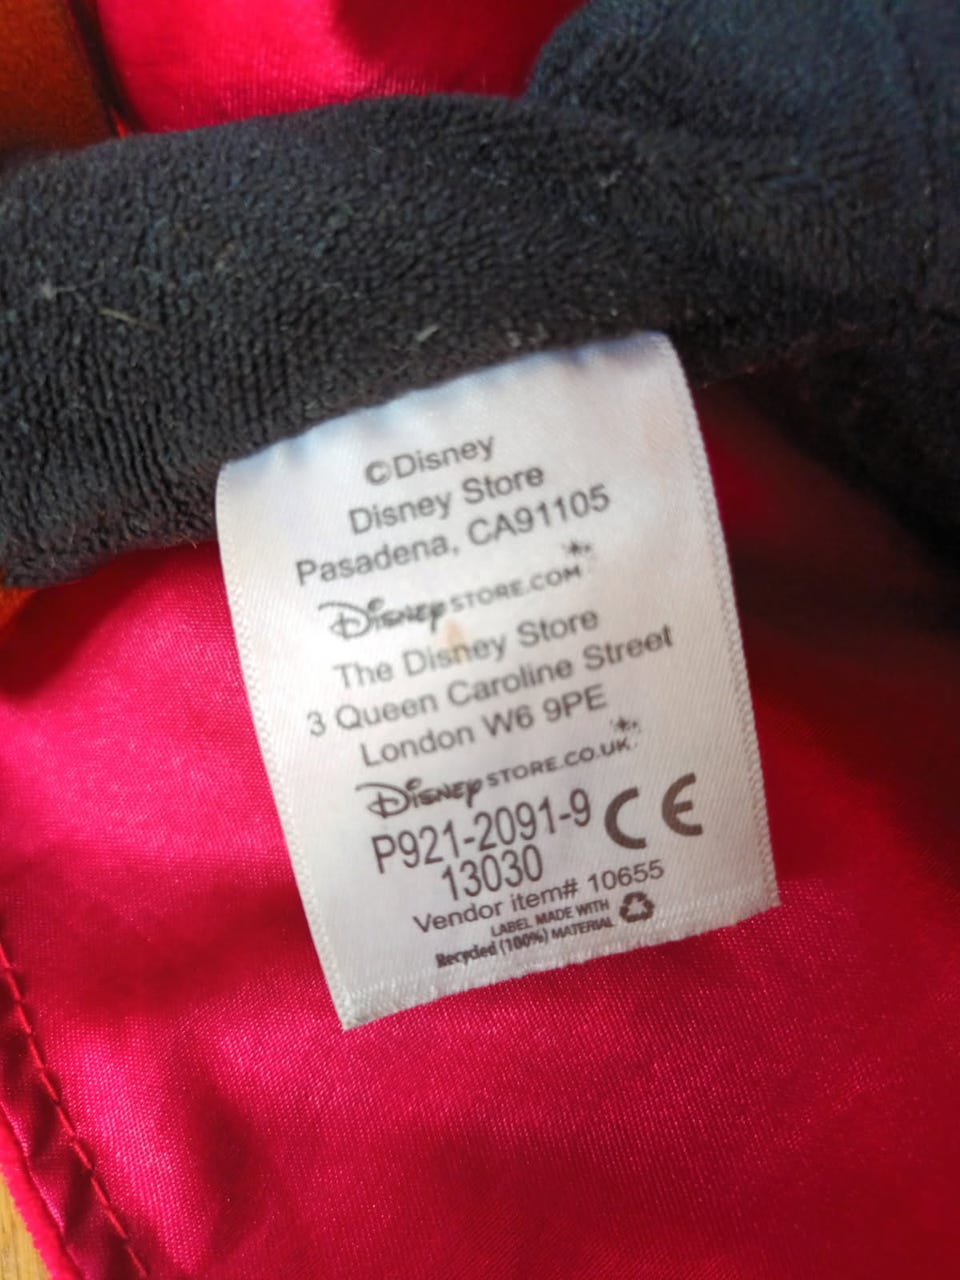 ©Disney
Disney Store
Pasadena, CA91105
DISNEYSTORE.COM
The Disney Store
3 Queen Caroline Street
London W6 9PE
DISNEYSTORE.CO.UK
P921-2091-9
13030
CE
Vendor item# 10655
LABEL MADE WITH
Recycled (100%) MATERIAL